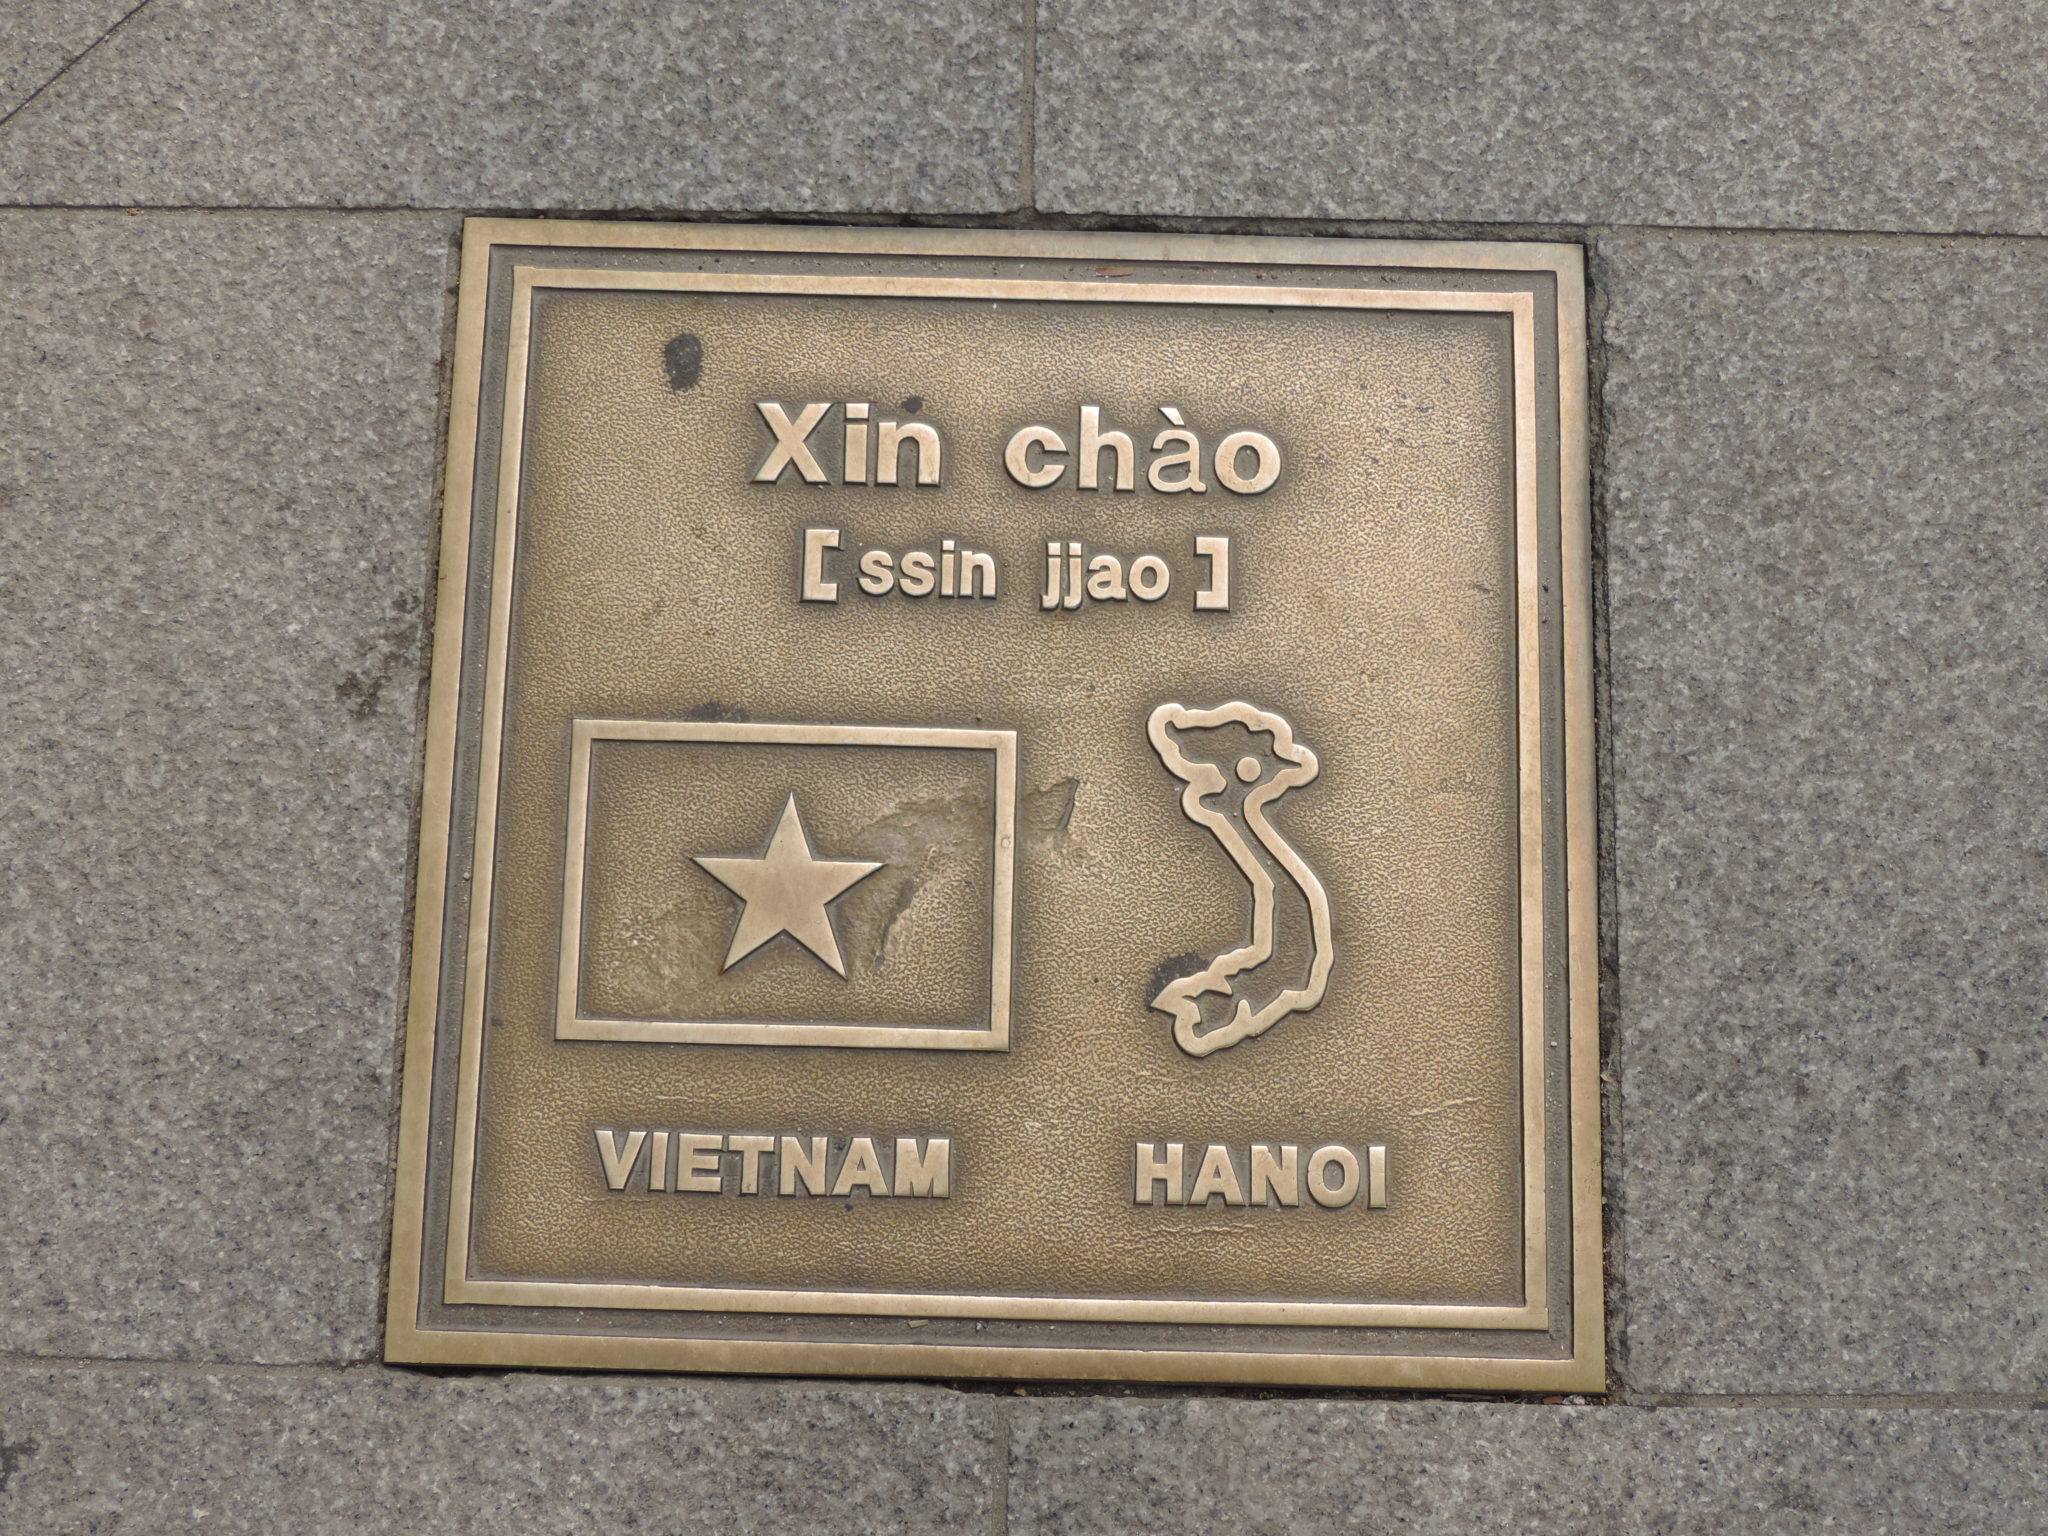 Xin chào
[ssin jjao]
VIETNAM
HANOI